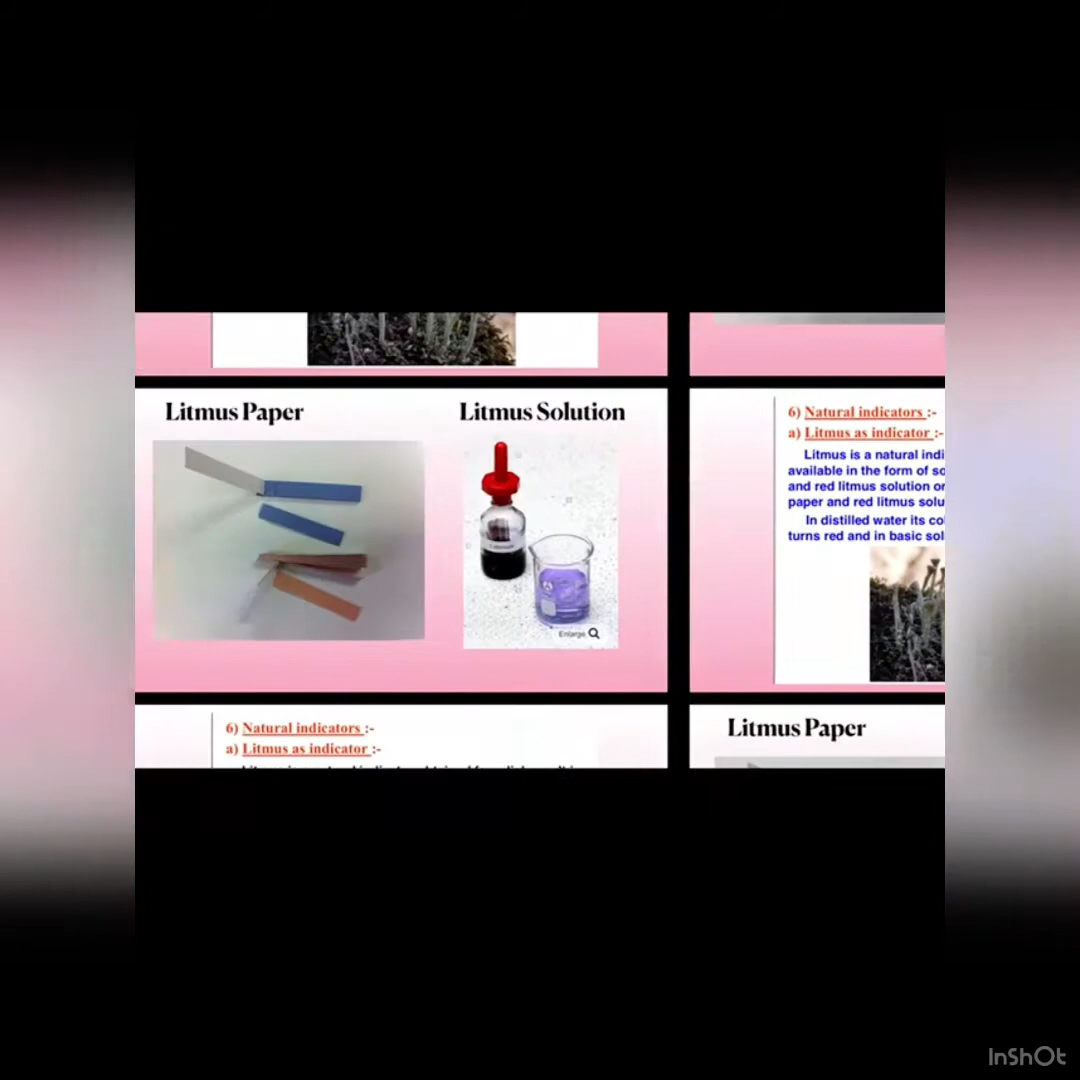 Litmus Paper
Litmus Solution
Enlarge
6) Natural indicators :-
a) Litmus as indicator :-
Litmus is a natural indi
available in the form of so
and red litmus solution or
paper and red litmus solu
In distilled water its co
turns red and in basic sol
6) Natural indicators :-
a) Litmus as indicator :-
Litmus Paper
InShOt